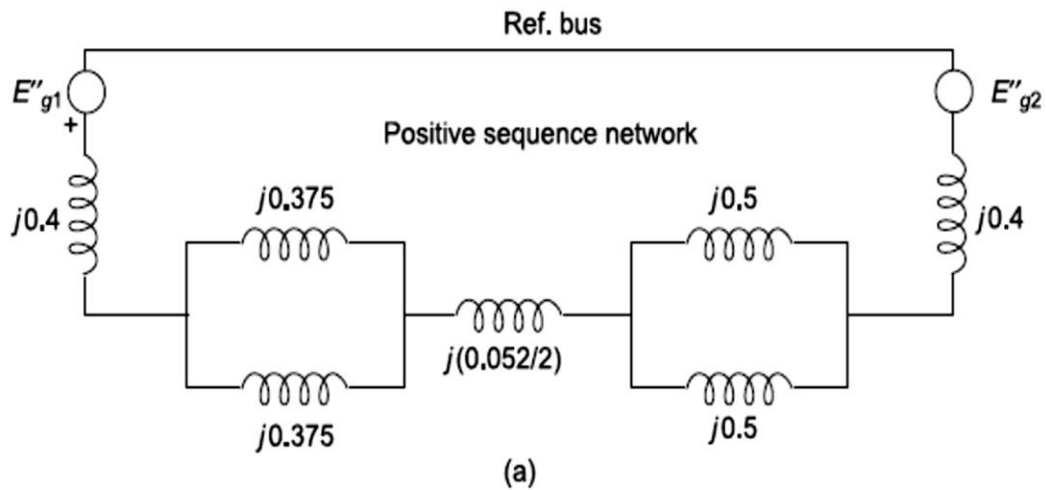 Ref. bus
E″g1
+
E″g2
Positive sequence network
j0.4
j0.375
j0.5
j0.4
j(0.052/2)
j0.375
j0.5
(a)